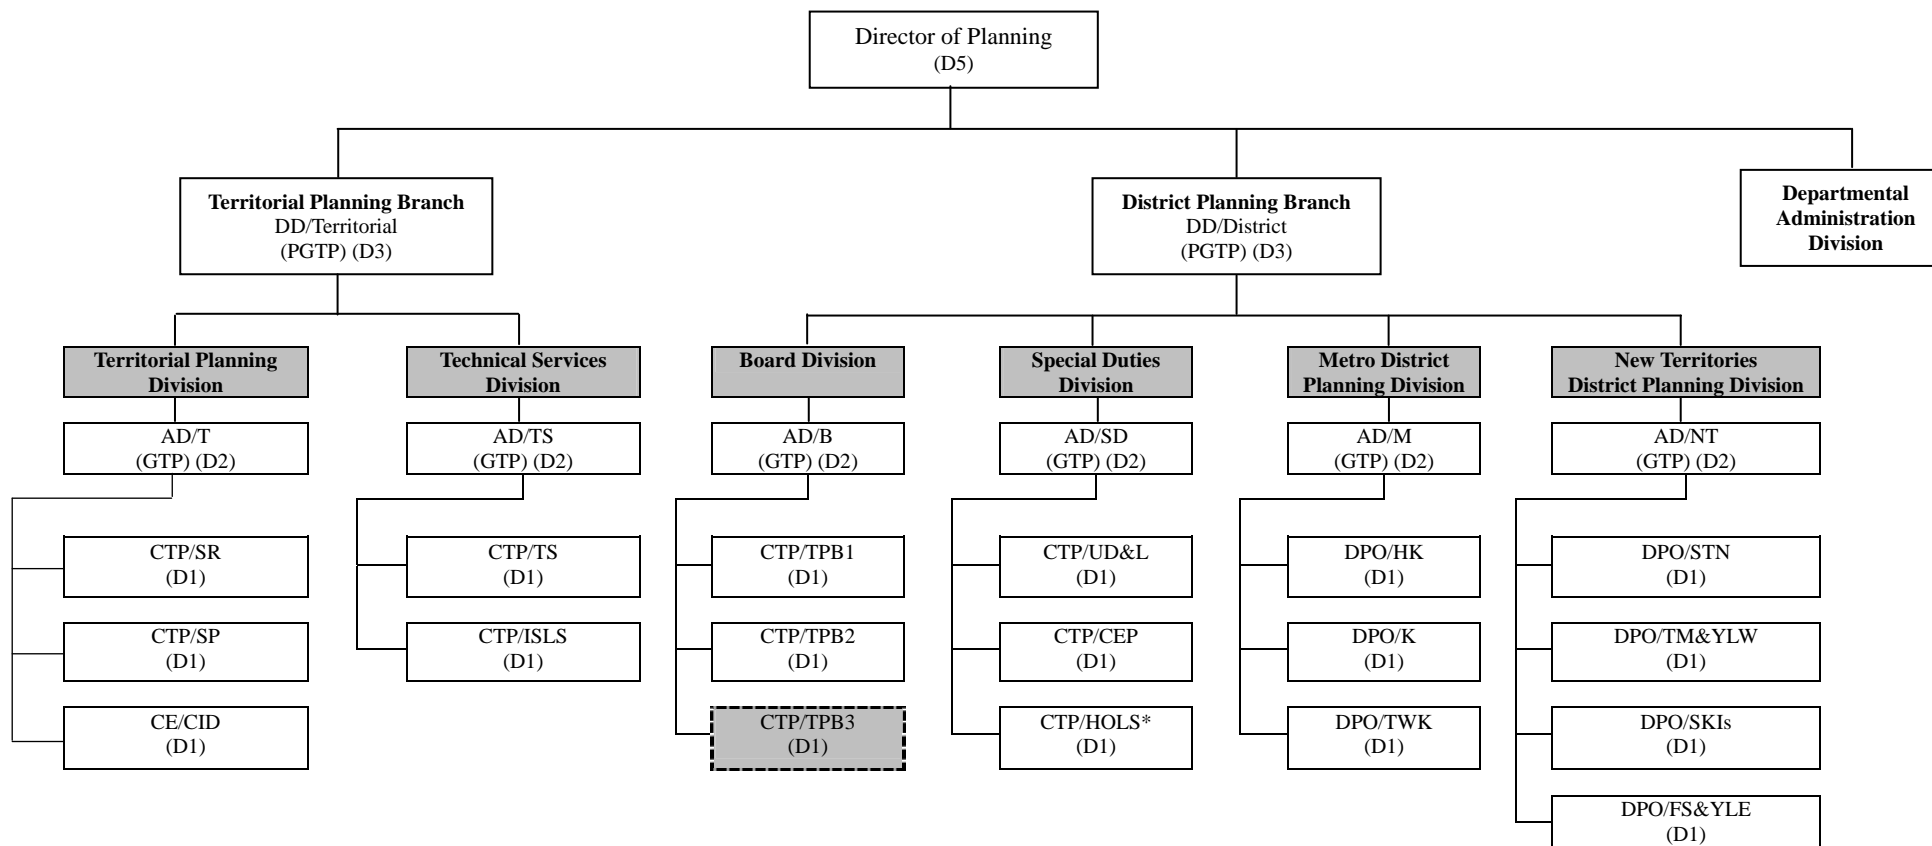 Director of Planning
(D5)
Territorial Planning Branch
DD/Territorial
(PGTP) (D3)
District Planning Branch
DD/District
(PGTP) (D3)
Departmental
Administration
Division
Territorial Planning
Division
Technical Services
Division
Board Division
Special Duties
Division
Metro District
Planning Division
New Territories
District Planning Division
AD/T
(GTP) (D2)
AD/TS
(GTP) (D2)
AD/B
(GTP) (D2)
AD/SD
(GTP) (D2)
AD/M
(GTP) (D2)
AD/NT
(GTP) (D2)
CTP/SR
(D1)
CTP/TS
(D1)
CTP/TPB1
(D1)
CTP/UD&L
(D1)
DPO/HK
(D1)
DPO/STN
(D1)
CTP/SP
(D1)
CTP/ISLS
(D1)
CTP/TPB2
(D1)
CTP/CEP
(D1)
DPO/K
(D1)
DPO/TM&YLW
(D1)
CE/CID
(D1)
CTP/TPB3
(D1)
CTP/HOLS*
(D1)
DPO/TWK
(D1)
DPO/SKIs
(D1)
DPO/FS&YLE
(D1)